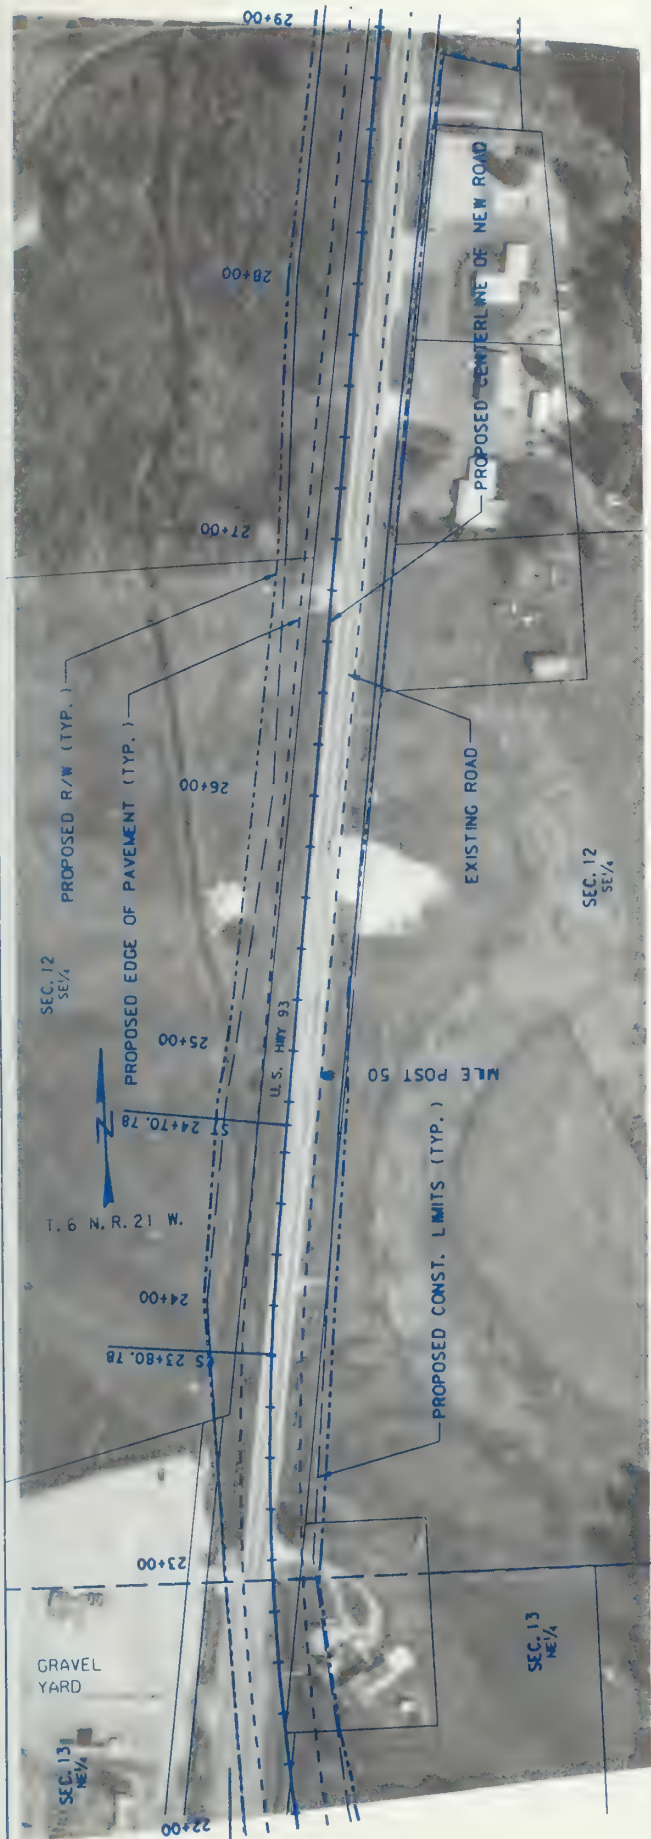 29+00
28+00
PROPOSED CENTERLINE OF NEW ROAD
27+00
PROPOSED R/W (TYP.)
PROPOSED EDGE OF PAVEMENT (TYP.)
26+00
EXISTING ROAD
SEC. 12
SE¼
SEC. 12
SE¼
25+00
U.S. HWY 93
MILE POST 50
ST 24+70.78
T. 6 N. R. 21 W.
PROPOSED CONST. LIMITS (TYP.)
24+00
CS 23+80.78
23+00
GRAVEL
YARD
SEC. 13
NE¼
SEC. 13
NE¼
22+00